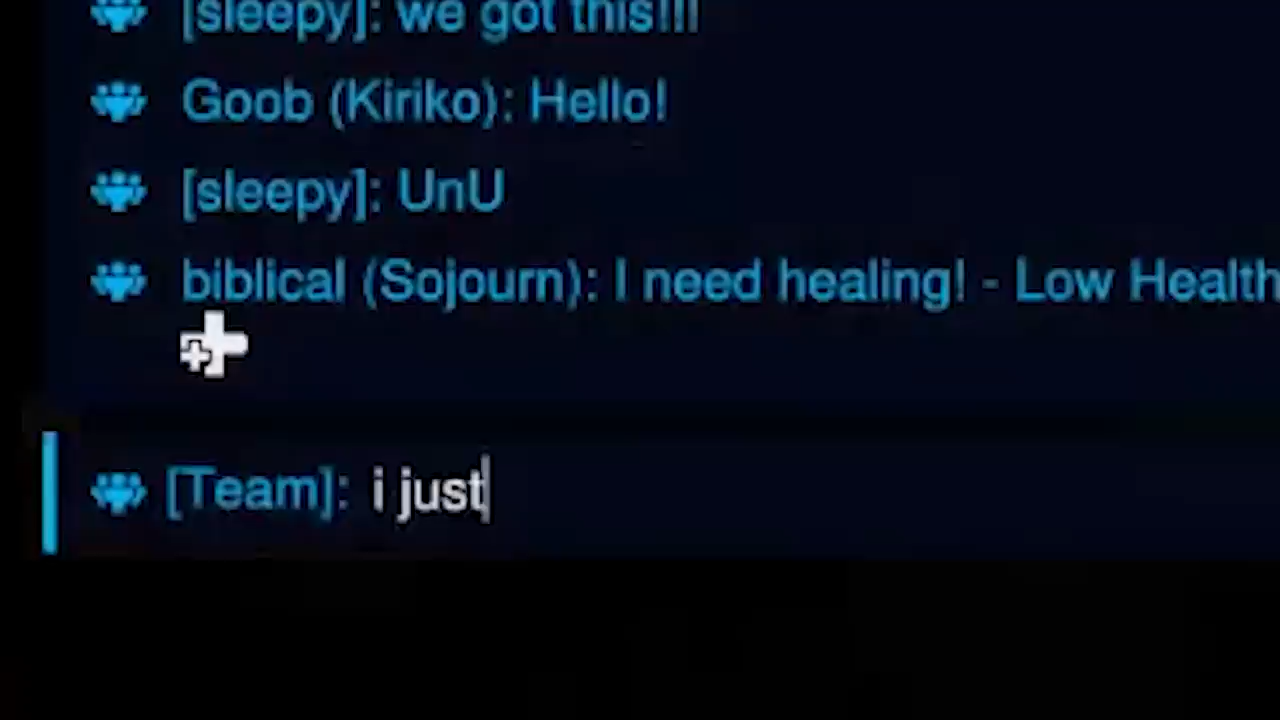 [sleepy]: we got this!!!
Goob (Kiriko): Hello!
[sleepy]: UnU
biblical (Sojourn): I need healing! - Low Health
[Team]: i just